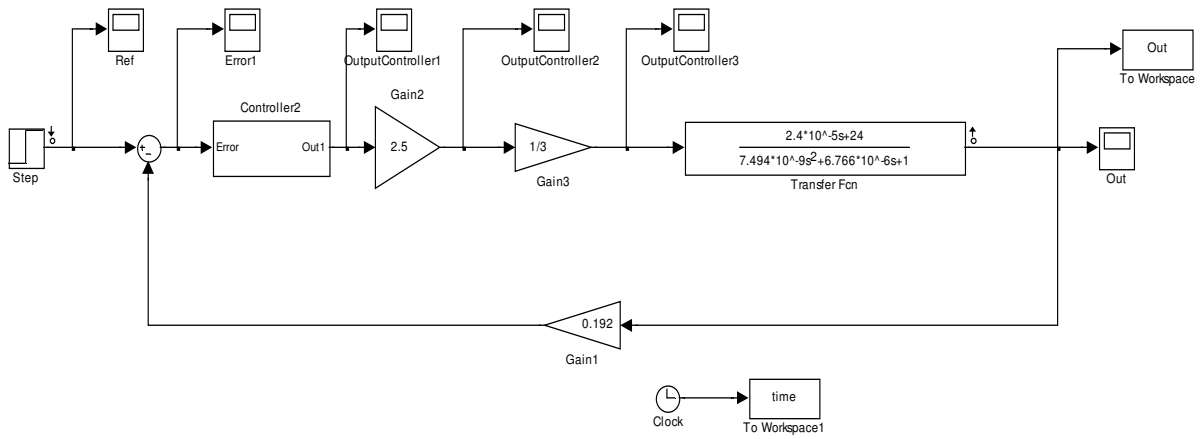 Ref
Error1
OutputController1
OutputController2
OutputController3
Out
To Workspace
Step
+
-
Controller2
Error
Out1
Gain2
2.5
1/3
Gain3
2.4*10^-5s+24
7.494*10^-9s2+6.766*10^-6s+1
Transfer Fcn
Out
0.192
Gain1
Clock
time
To Workspace1